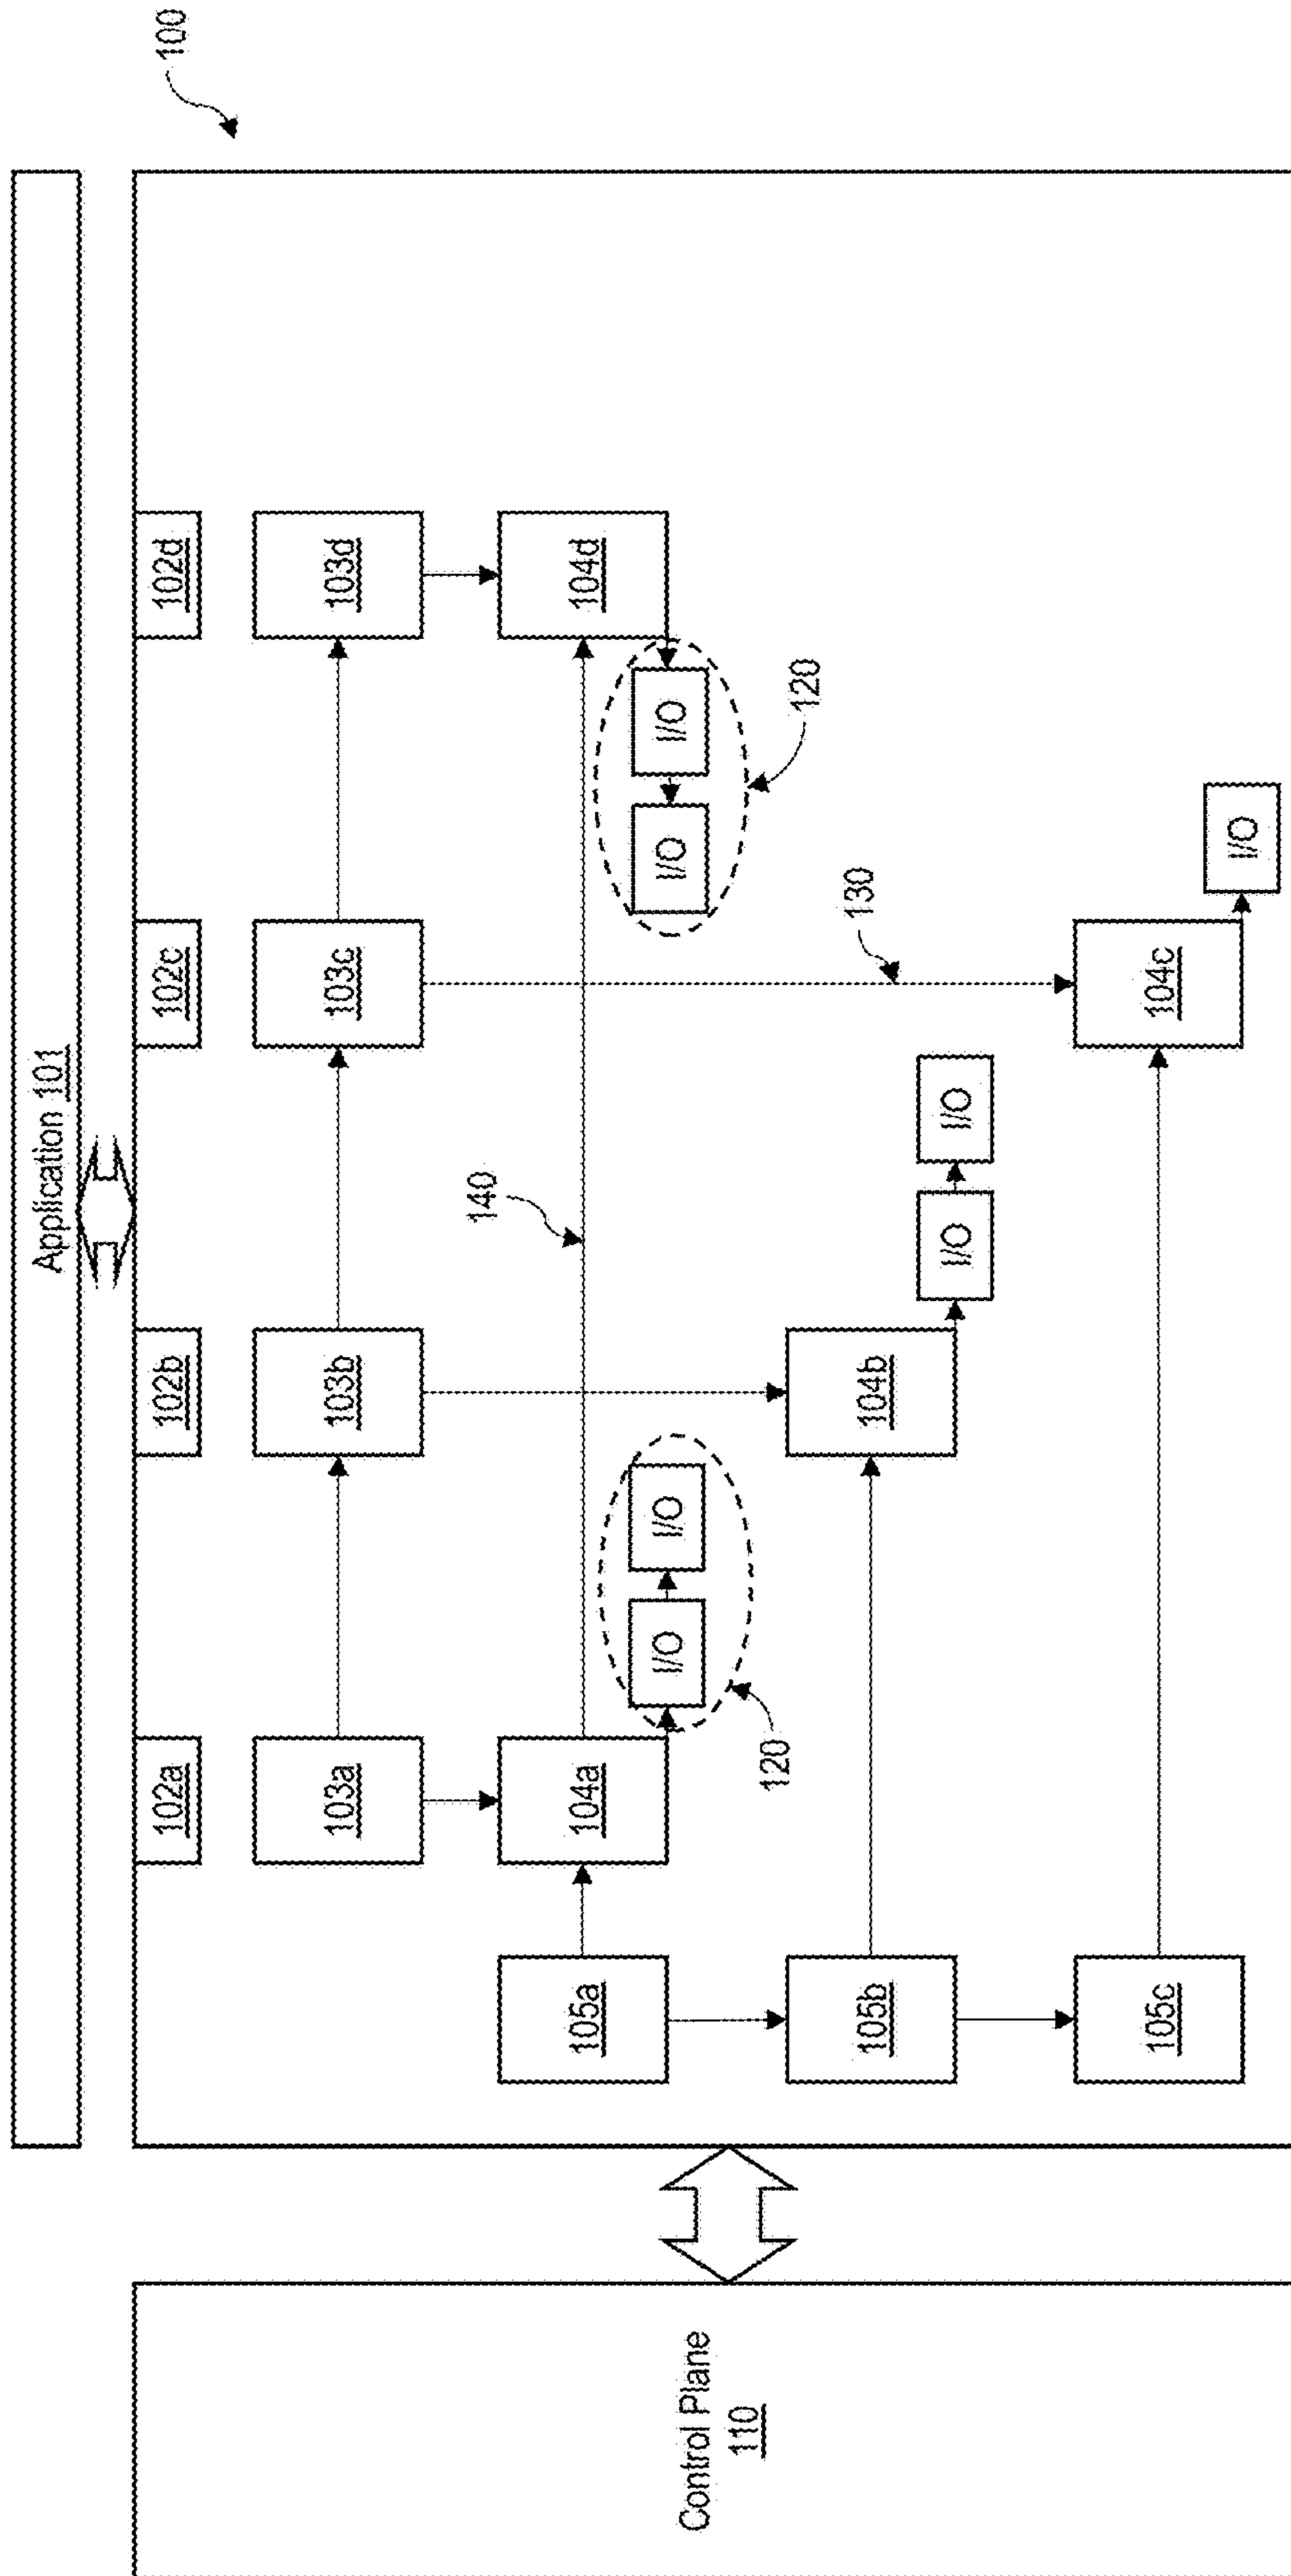 100
Application 101
102a
102b
102c
102d
103a
103b
103c
103d
140
105a
104a
104d
I/O
I/O
I/O
I/O
120
120
130
105b
104b
I/O
I/O
105c
104c
I/O
Control Plane
110